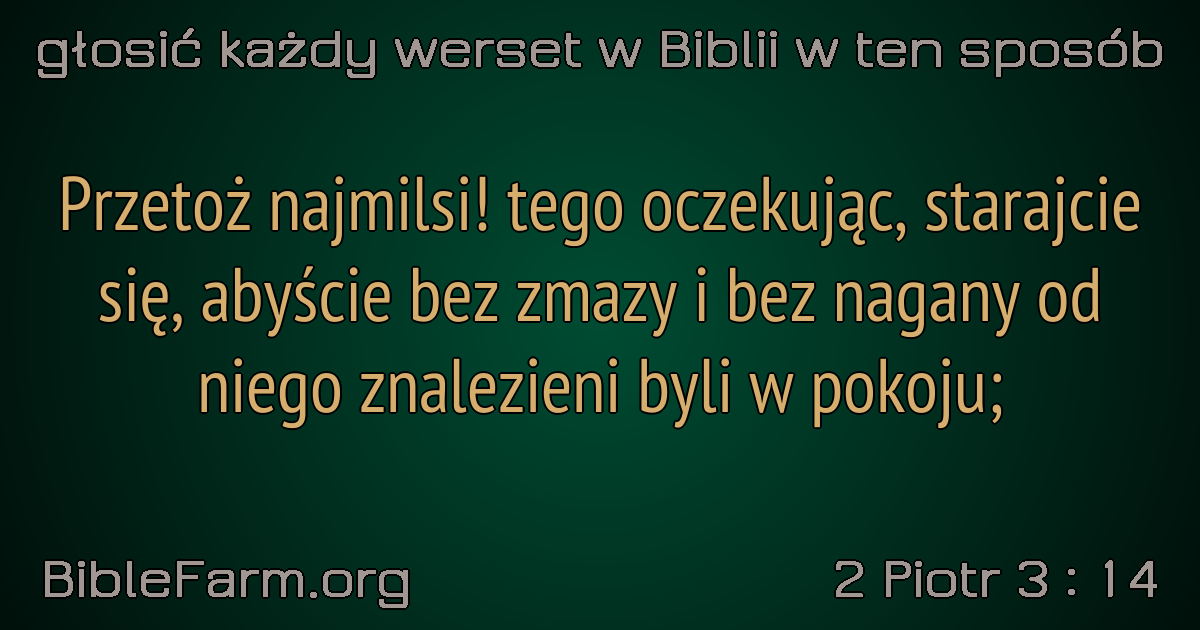 głosić każdy werset w Biblii w ten sposób
Przetoż najmilsi! tego oczekując, starajcie
się, abyście bez zmazy i bez nagany od
niego znalezieni byli w pokoju;
BibleFarm.org
2 Piotr 3 : 14